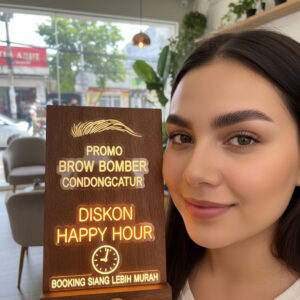 PROMO
BROW BOMBER
CONDONGCATUR
DISKON
HAPPY HOUR
BOOKING SIANG LEBIH MURAH